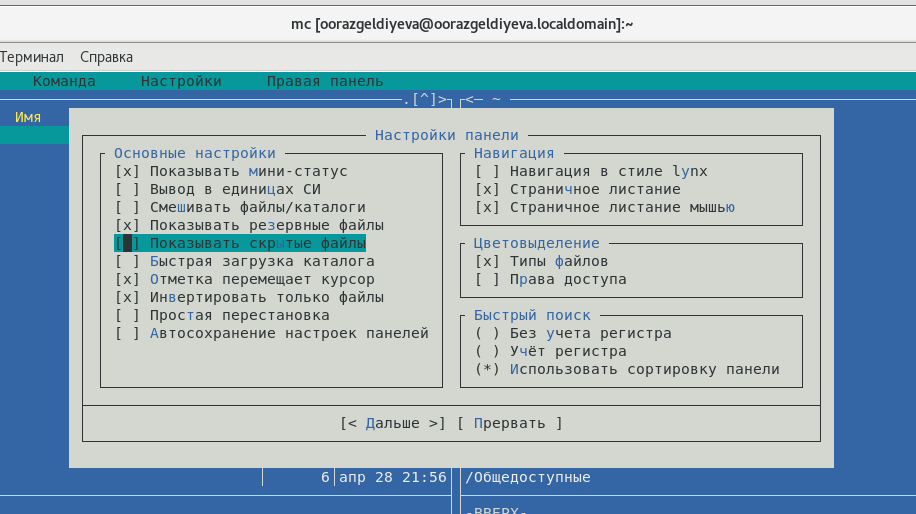 mc [oorazgeldiyeva@oorazgeldiyeva.localdomain]:~
Терминал Справка
Команда Настройки Правая панель
.[^]> <─ ~
Имя
Настройки панели
Основные настройки
[x] Показывать мини-статус
[ ] Вывод в единицах СИ
[ ] Смешивать файлы/каталоги
[x] Показывать резервные файлы
[ ] Показывать скрытые файлы
[ ] Быстрая загрузка каталога
[x] Отметка перемещает курсор
[x] Инвертировать только файлы
[ ] Простая перестановка
[ ] Автосохранение настроек панелей
Навигация
[ ] Навигация в стиле lynx
[x] Страничное листание
[x] Страничное листание мышью
Цветовыделение
[x] Типы файлов
[ ] Права доступа
Быстрый поиск
( ) Без учета регистра
( ) Учёт регистра
(*) Использовать сортировку панели
[< Дальше >] [ Прервать ]
6 апр 28 21:56 /Общедоступные
-ВВЕРХ-